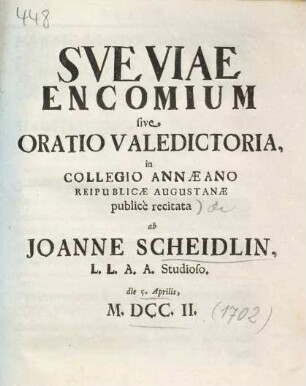 448
SVEVIAE
ENCOMIUM
sive
ORATIO VALEDICTORIA,
in
COLLEGIO ANNÆANO
REIPUBLICÆ AUGUSTANÆ
publicè recitata
ab
JOANNE SCHEIDLIN,
L. L. A. A. Studioso.
die 5. Aprilis,
M. DCC. II. (1702)